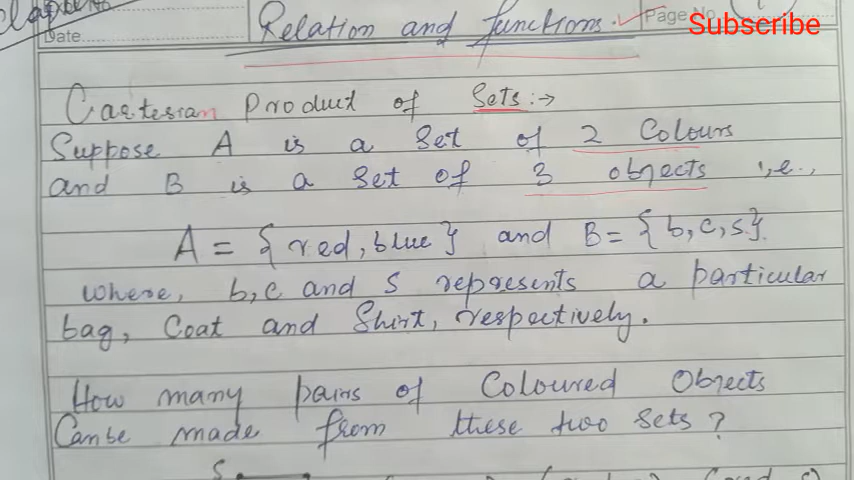 Relation and functions.
Page No.
Subscribe
Date
Cartesian Product of Sets :→
Suppose A is a Set of 2 Colours
and B is a Set of 3 objects i.e.,
A = {red, blue} and B = {b, c, s}.
where, b, c and s represents a particular
bag, Coat and Shirt, respectively.
How many pairs of Coloured Objects
Can be made from these two Sets?